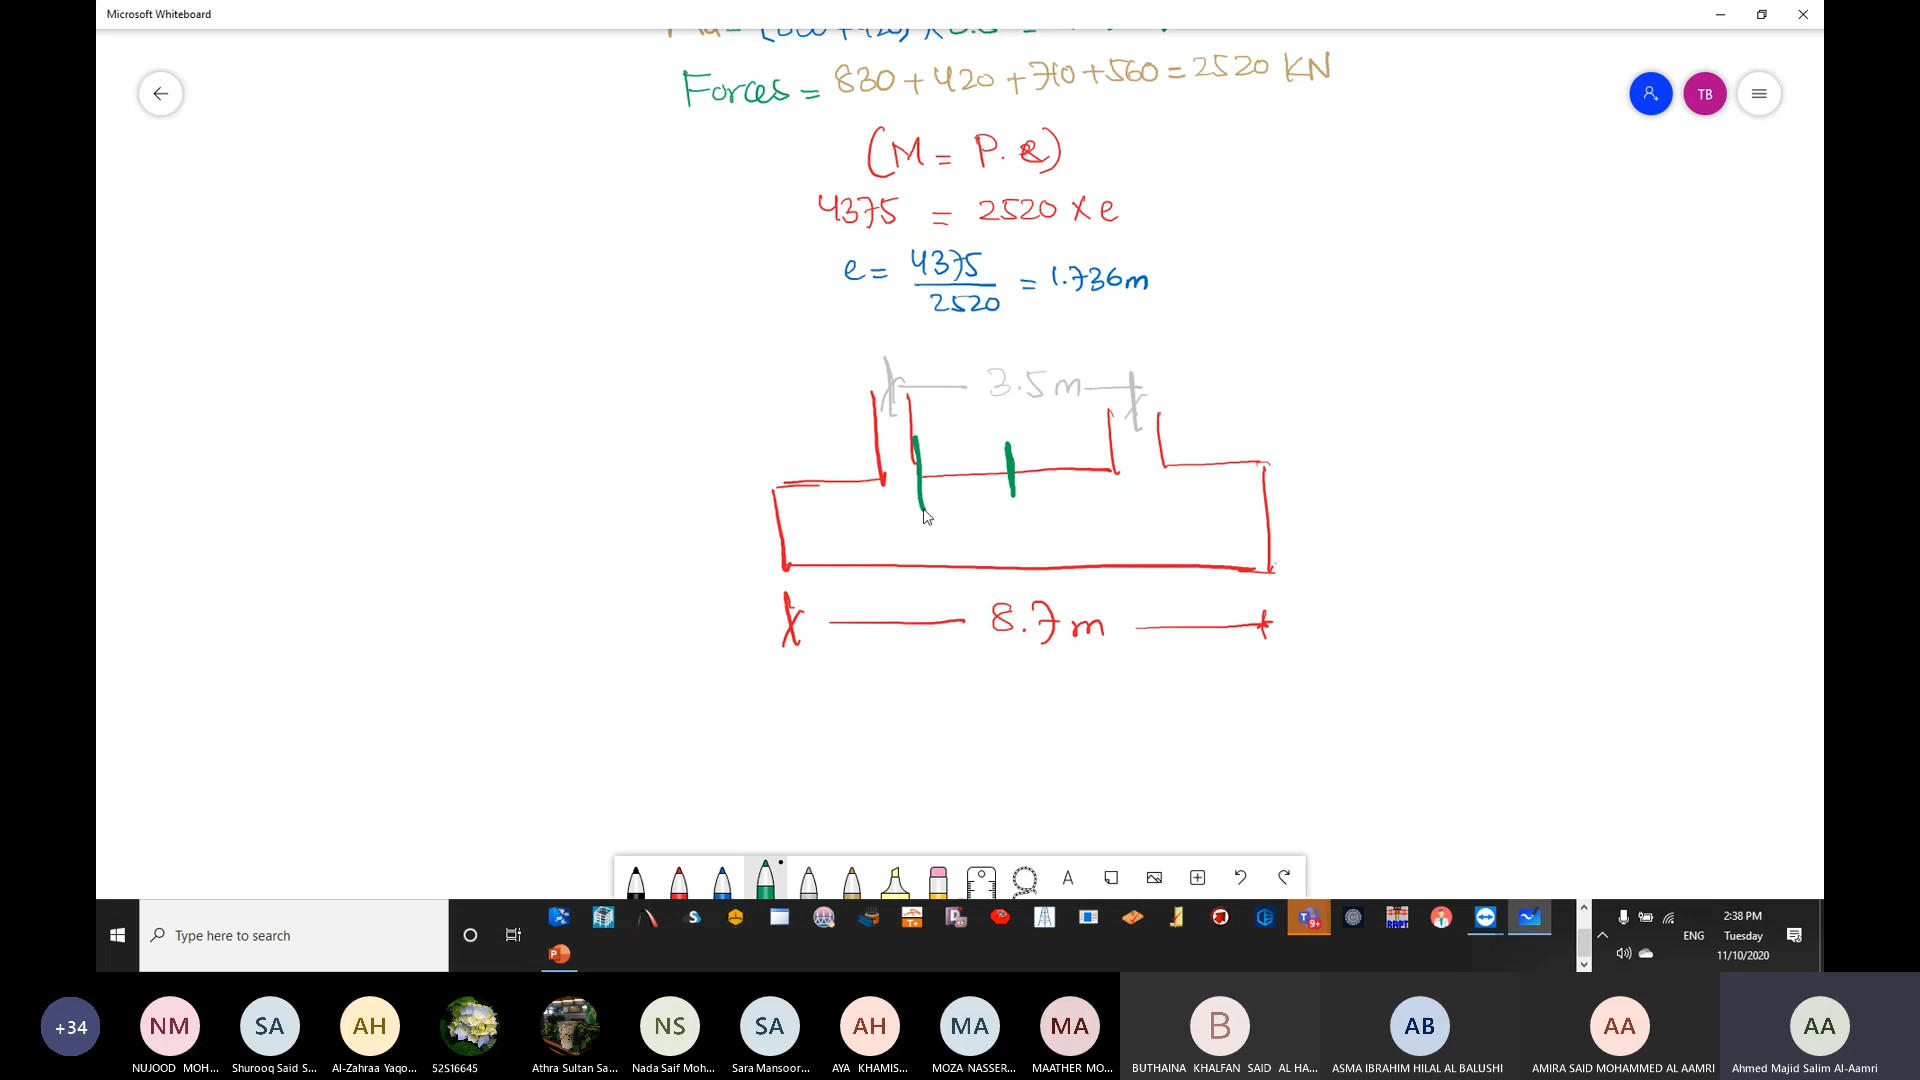 Microsoft Whiteboard
Forces = 830 + 420 + 710 + 560 = 2520 KN
TB
(M = P. e)
4375 = 2520 X e
e = 4375 / 2520 = 1.736m
3.5m
8.7m
A
Type here to search
9+
ENG
2:38 PM
Tuesday
11/10/2020
+34
NM
SA
AH
NS
SA
AH
MA
MA
B
AB
AA
AA
NUJOOD MOH...
Shurooq Said S...
Al-Zahraa Yaqo...
52S16645
Athra Sultan Sa...
Nada Saif Moh...
Sara Mansoor...
AYA KHAMIS...
MOZA NASSER...
MAATHER MO...
BUTHAINA KHALFAN SAID AL HA...
ASMA IBRAHIM HILAL AL BALUSHI
AMIRA SAID MOHAMMED AL AAMRI
Ahmed Majid Salim Al-Aamri